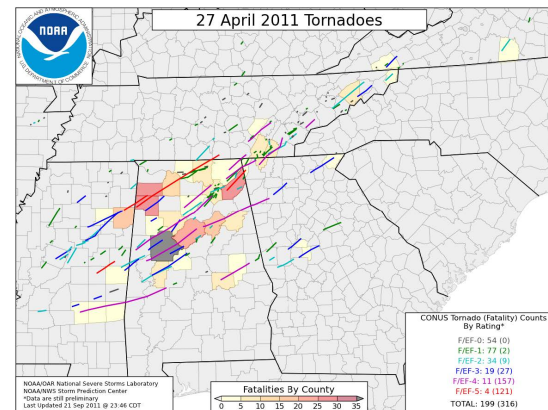 27 April 2011 Tornadoes
NATIONAL OCEANIC AND ATMOSPHERIC ADMINISTRATION
NOAA
U.S. DEPARTMENT OF COMMERCE
CONUS Tornado (Fatality) Counts
By Rating*
F/EF-0: 54 (0)
F/EF-1: 77 (2)
F/EF-2: 34 (9)
F/EF-3: 19 (27)
F/EF-4: 11 (157)
F/EF-5: 4 (121)
TOTAL: 199 (316)
NOAA/OAR National Severe Storms Laboratory
NOAA/NWS Storm Prediction Center
*Data are still preliminary
Last Updated 21 Sep 2011 @ 23:46 CDT
Fatalities By County
0 5 10 15 20 25 30 35